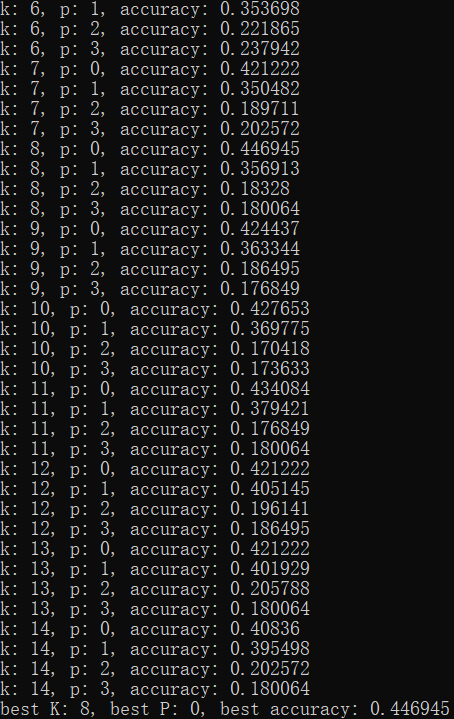 k: 6, p: 1, accuracy: 0.353698
k: 6, p: 2, accuracy: 0.221865
k: 6, p: 3, accuracy: 0.237942
k: 7, p: 0, accuracy: 0.421222
k: 7, p: 1, accuracy: 0.350482
k: 7, p: 2, accuracy: 0.189711
k: 7, p: 3, accuracy: 0.202572
k: 8, p: 0, accuracy: 0.446945
k: 8, p: 1, accuracy: 0.356913
k: 8, p: 2, accuracy: 0.18328
k: 8, p: 3, accuracy: 0.180064
k: 9, p: 0, accuracy: 0.424437
k: 9, p: 1, accuracy: 0.363344
k: 9, p: 2, accuracy: 0.186495
k: 9, p: 3, accuracy: 0.176849
k: 10, p: 0, accuracy: 0.427653
k: 10, p: 1, accuracy: 0.369775
k: 10, p: 2, accuracy: 0.170418
k: 10, p: 3, accuracy: 0.173633
k: 11, p: 0, accuracy: 0.434084
k: 11, p: 1, accuracy: 0.379421
k: 11, p: 2, accuracy: 0.176849
k: 11, p: 3, accuracy: 0.180064
k: 12, p: 0, accuracy: 0.421222
k: 12, p: 1, accuracy: 0.405145
k: 12, p: 2, accuracy: 0.196141
k: 12, p: 3, accuracy: 0.186495
k: 13, p: 0, accuracy: 0.421222
k: 13, p: 1, accuracy: 0.401929
k: 13, p: 2, accuracy: 0.205788
k: 13, p: 3, accuracy: 0.180064
k: 14, p: 0, accuracy: 0.40836
k: 14, p: 1, accuracy: 0.395498
k: 14, p: 2, accuracy: 0.202572
k: 14, p: 3, accuracy: 0.180064
best K: 8, best P: 0, best accuracy: 0.446945